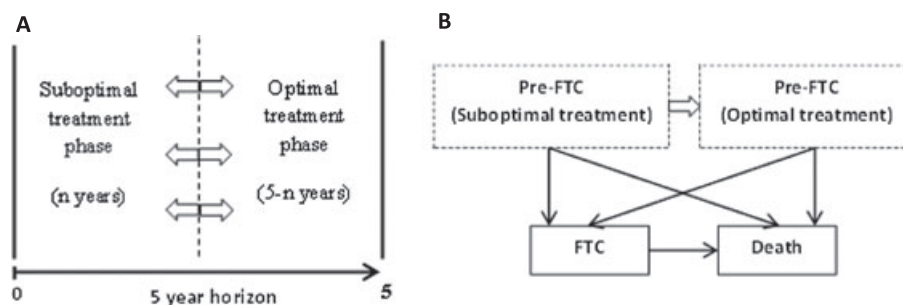 A
Suboptimal
treatment
phase
(n years)
Optimal
treatment
phase
(5-n years)
0
5 year horizon
5
B
Pre-FTC
(Suboptimal treatment)
Pre-FTC
(Optimal treatment)
FTC
Death